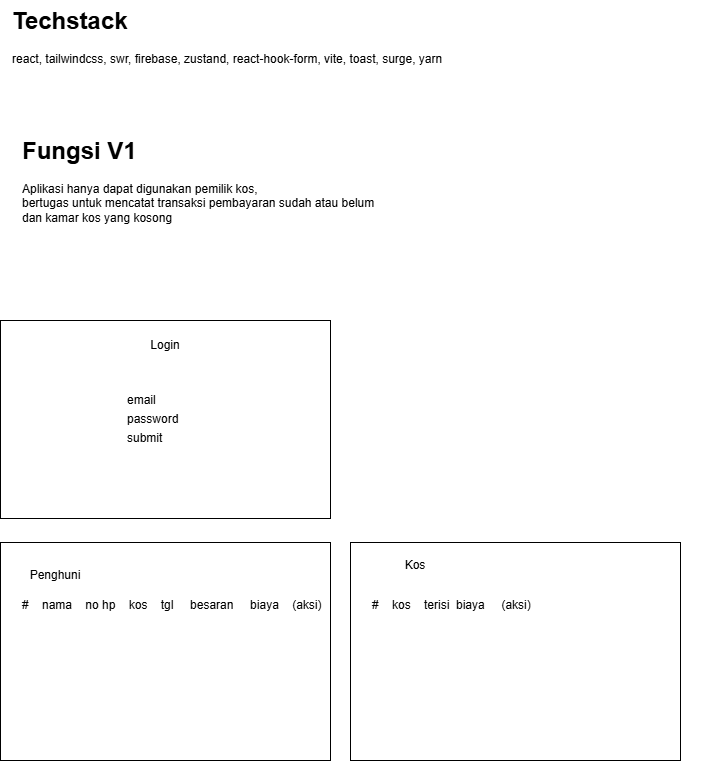 Techstack
react, tailwindcss, swr, firebase, zustand, react-hook-form, vite, toast, surge, yarn
Fungsi V1
Aplikasi hanya dapat digunakan pemilik kos,
bertugas untuk mencatat transaksi pembayaran sudah atau belum
dan kamar kos yang kosong
Login
email
password
submit
Penghuni
# nama no hp kos tgl besaran biaya (aksi)
Kos
# kos terisi biaya (aksi)